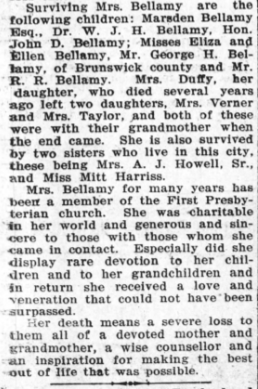 Surviving Mrs. Bellamy are the
following children: Marsden Bellamy
Esq., Dr. W. J. H. Bellamy, Hon.
John D. Bellamy; Misses Eliza and
Ellen Bellamy, Mr. George H. Bel-
lamy, of Brunswick county and Mr.
R. R. Bellamy. Mrs. Duffy, her
daughter, who died several years
ago left two daughters, Mrs. Verner
and Mrs. Taylor, and both of these
were with their grandmother when
the end came. She is also survived
by two sisters who live in this city,
these being Mrs. A. J. Howell, Sr.,
and Miss Mitt Harriss.
Mrs. Bellamy for many years has
been a member of the First Presby-
terian church. She was charitable
in her world and generous and sin-
cere to those with those whom she
came in contact. Especially did she
display rare devotion to her chil-
dren and to her grandchildren and
in return she received a love and
veneration that could not have been
surpassed.
Her death means a severe loss to
them all of a devoted mother and
grandmother, a wise counsellor and
an inspiration for making the best
out of life that was possible.